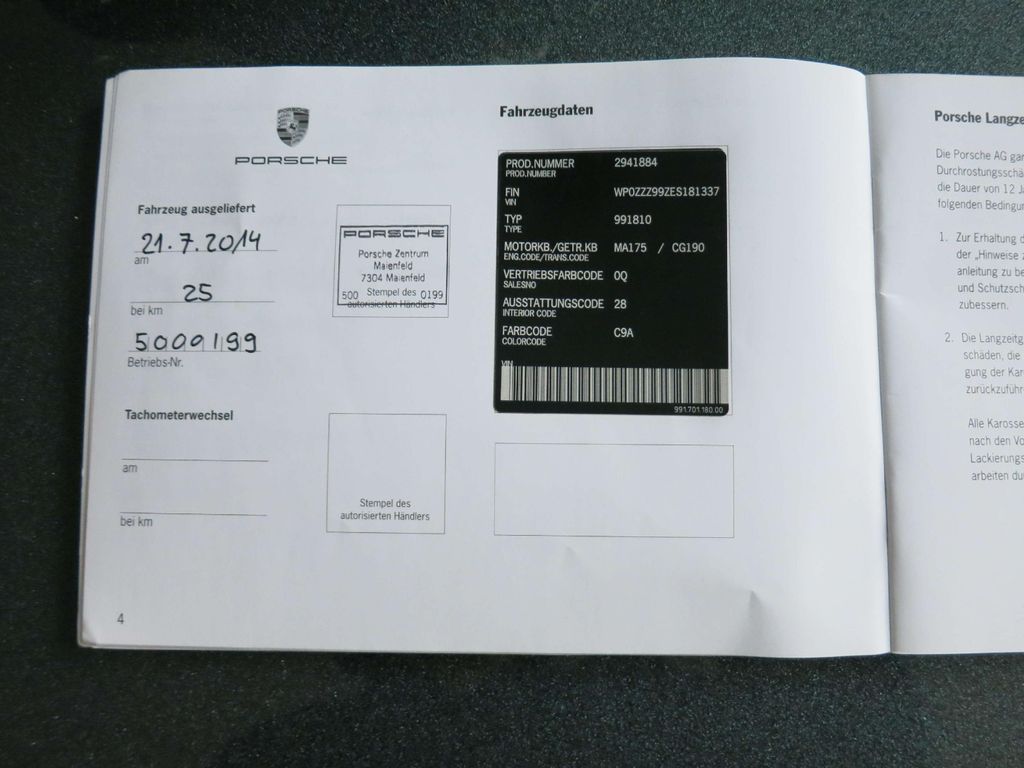 PORSCHE
Fahrzeug ausgeliefert
21.7.2014
am
25
bei km
5009199
Betriebs-Nr.
PORSCHE
Porsche Zentrum
Maienfeld
7304 Maienfeld
500 Stempel des 0199
autorisierten Händlers
Tachometerwechsel
am
bei km
Stempel des
autorisierten Händlers
4
Fahrzeugdaten
PROD.NUMMER 2941884
PROD.NUMBER
FIN WP0ZZZ99ZES181337
VIN
TYP 991810
TYPE
MOTORKB./GETR.KB MA175 / CG190
ENG.CODE/TRANS.CODE
VERTRIEBSFARBCODE 0Q
SALESNO
AUSSTATTUNGSCODE 28
INTERIOR CODE
FARBCODE C9A
COLORCODE
VIN
991.701.180.00
Porsche Langze
Die Porsche AG gar
Durchrostungsschä
die Dauer von 12 J
folgenden Bedingu
1. Zur Erhaltung d
der „Hinweise z
anleitung zu be
und Schutzsch
zubessern.
2. Die Langzeitg
schäden, die
gung der Kar
zurückzuführ
Alle Karosse
nach den Vo
Lackierungs
arbeiten du